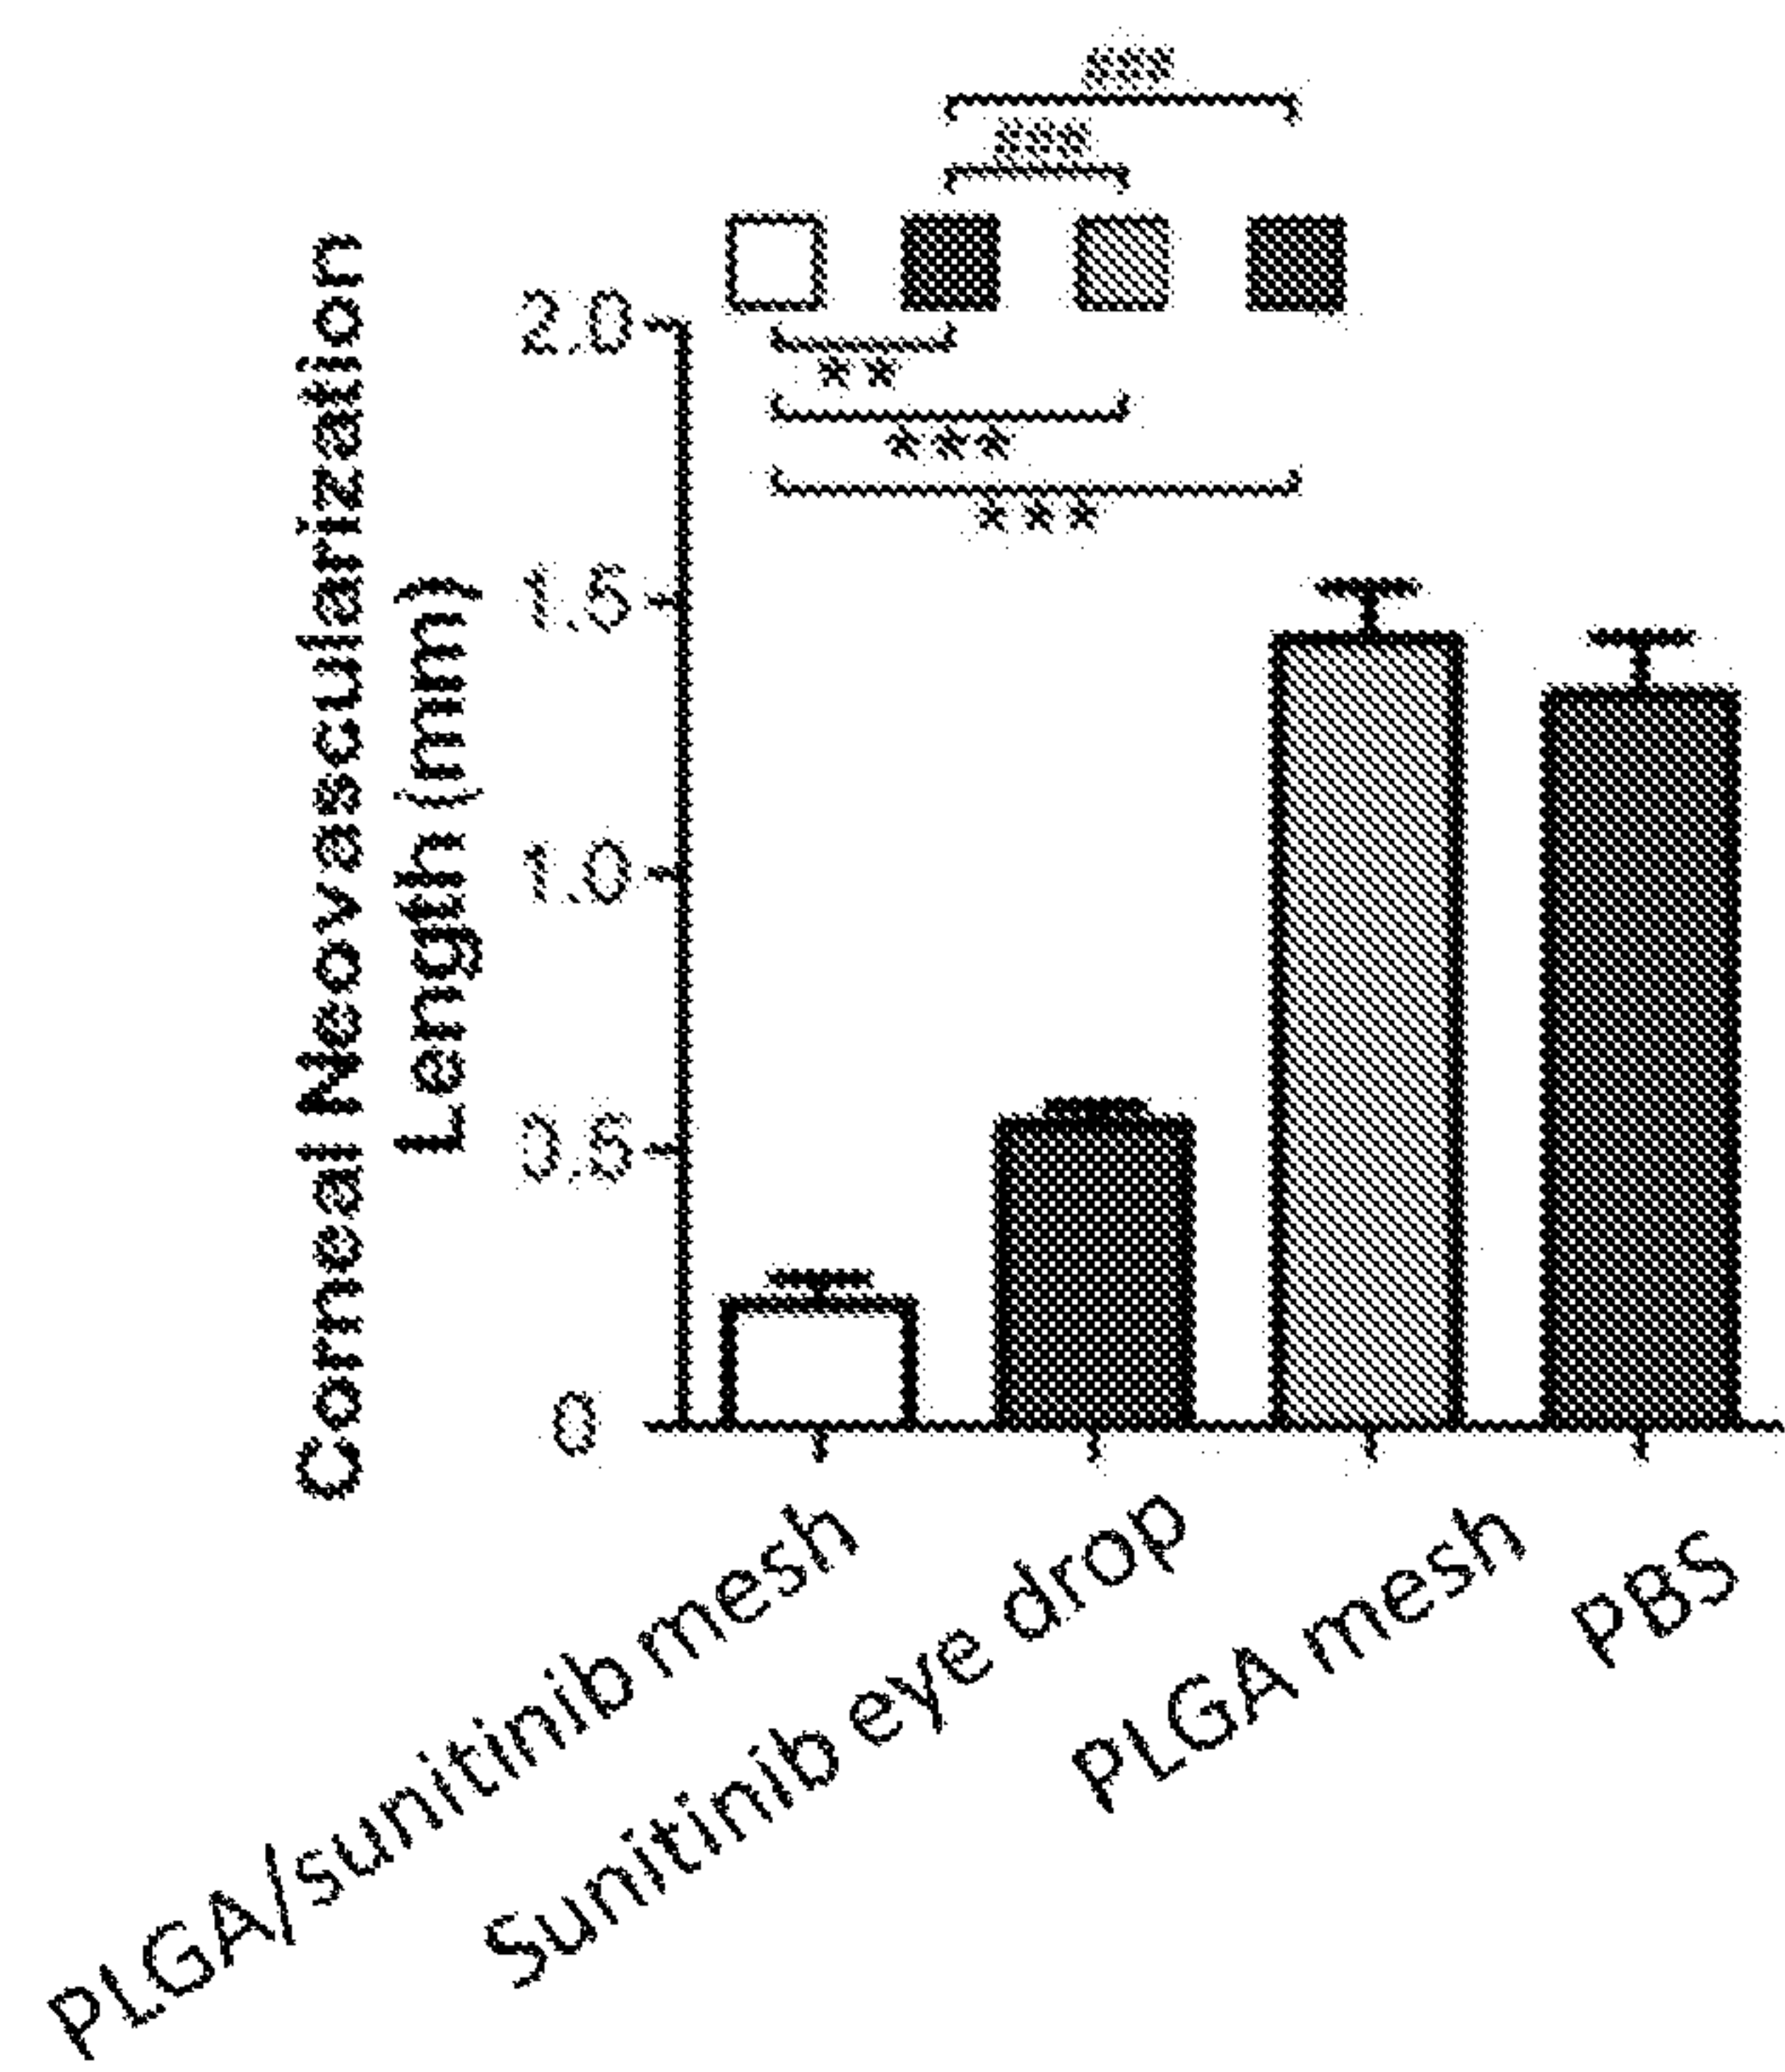 ###
###
2.0
**
***
***
1.5
1.0
0.5
0
Corneal Neovascularization
Length (mm)
PLGA/sunitinib mesh
Sunitinib eye drop
PLGA mesh
PBS